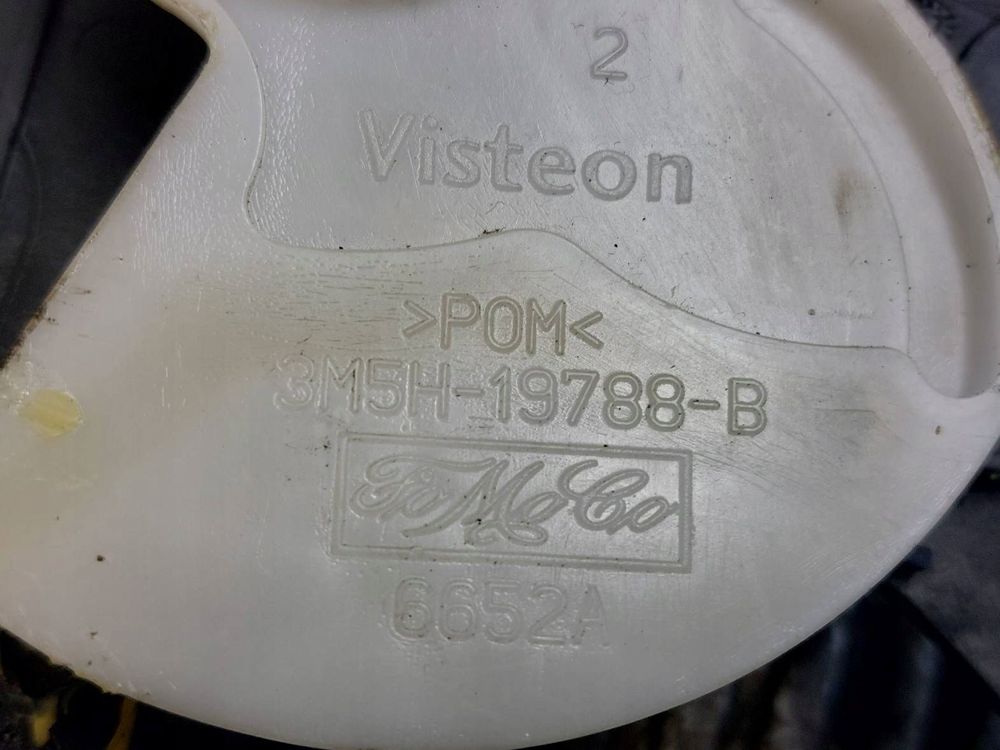 2
Visteon
>POM<
3M5H-19788-B
FoMoCo
6652A